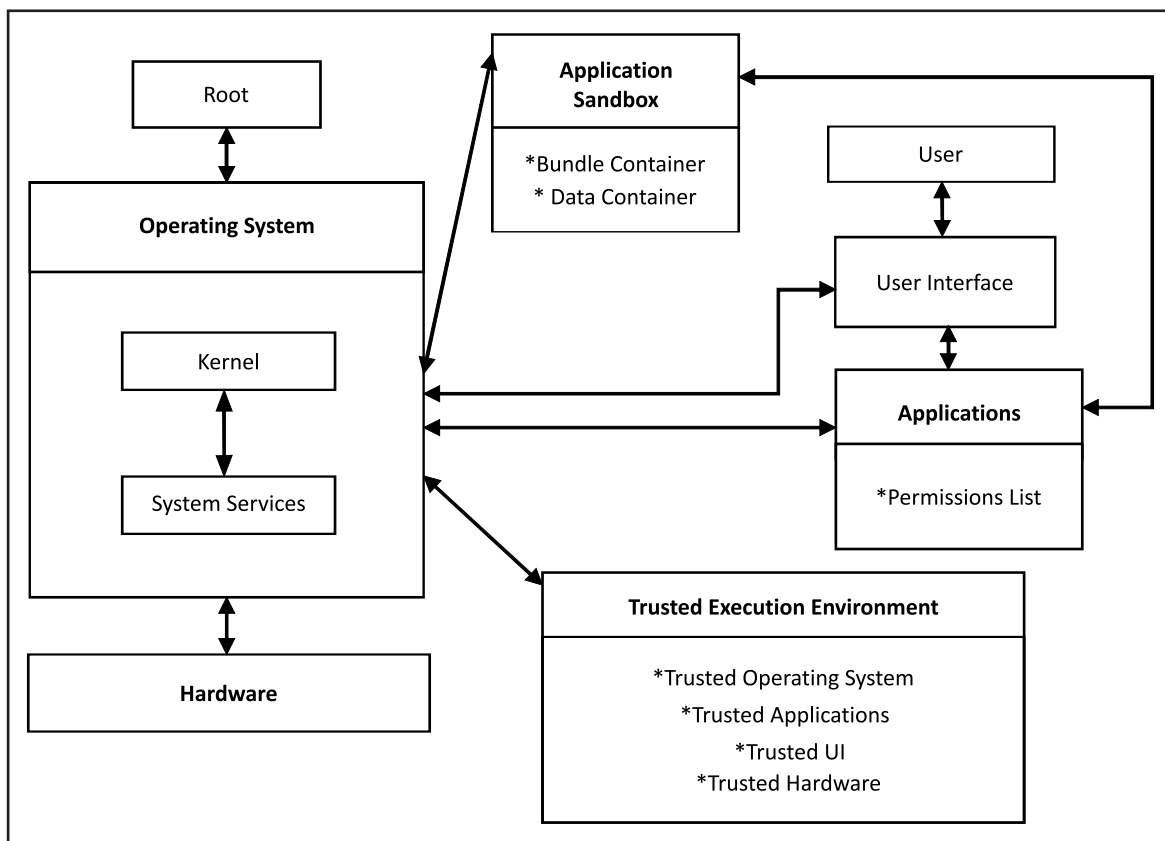 Root
Operating System
Kernel
System Services
Hardware
Application
Sandbox
*Bundle Container
* Data Container
User
User Interface
Applications
*Permissions List
Trusted Execution Environment
*Trusted Operating System
*Trusted Applications
*Trusted UI
*Trusted Hardware